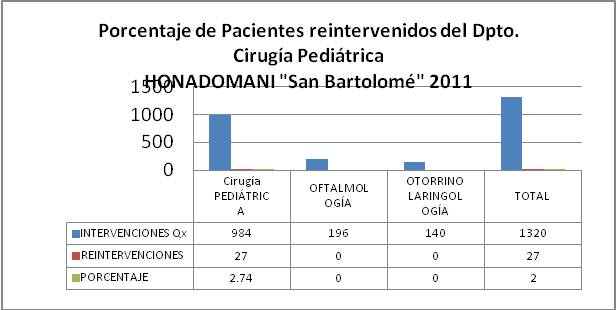 Porcentaje de Pacientes reintervenidos del Dpto.
Cirugía Pediátrica
HONADOMANI "San Bartolomé" 2011
1500
1000
500
0
Cirugía PEDIÁTRIC A OFTALMOL OGÍA OTORRINO LARINGOL OGÍA TOTAL
INTERVENCIONES Qx 984 196 140 1320
REINTERVENCIONES 27 0 0 27
PORCENTAJE 2.74 0 0 2